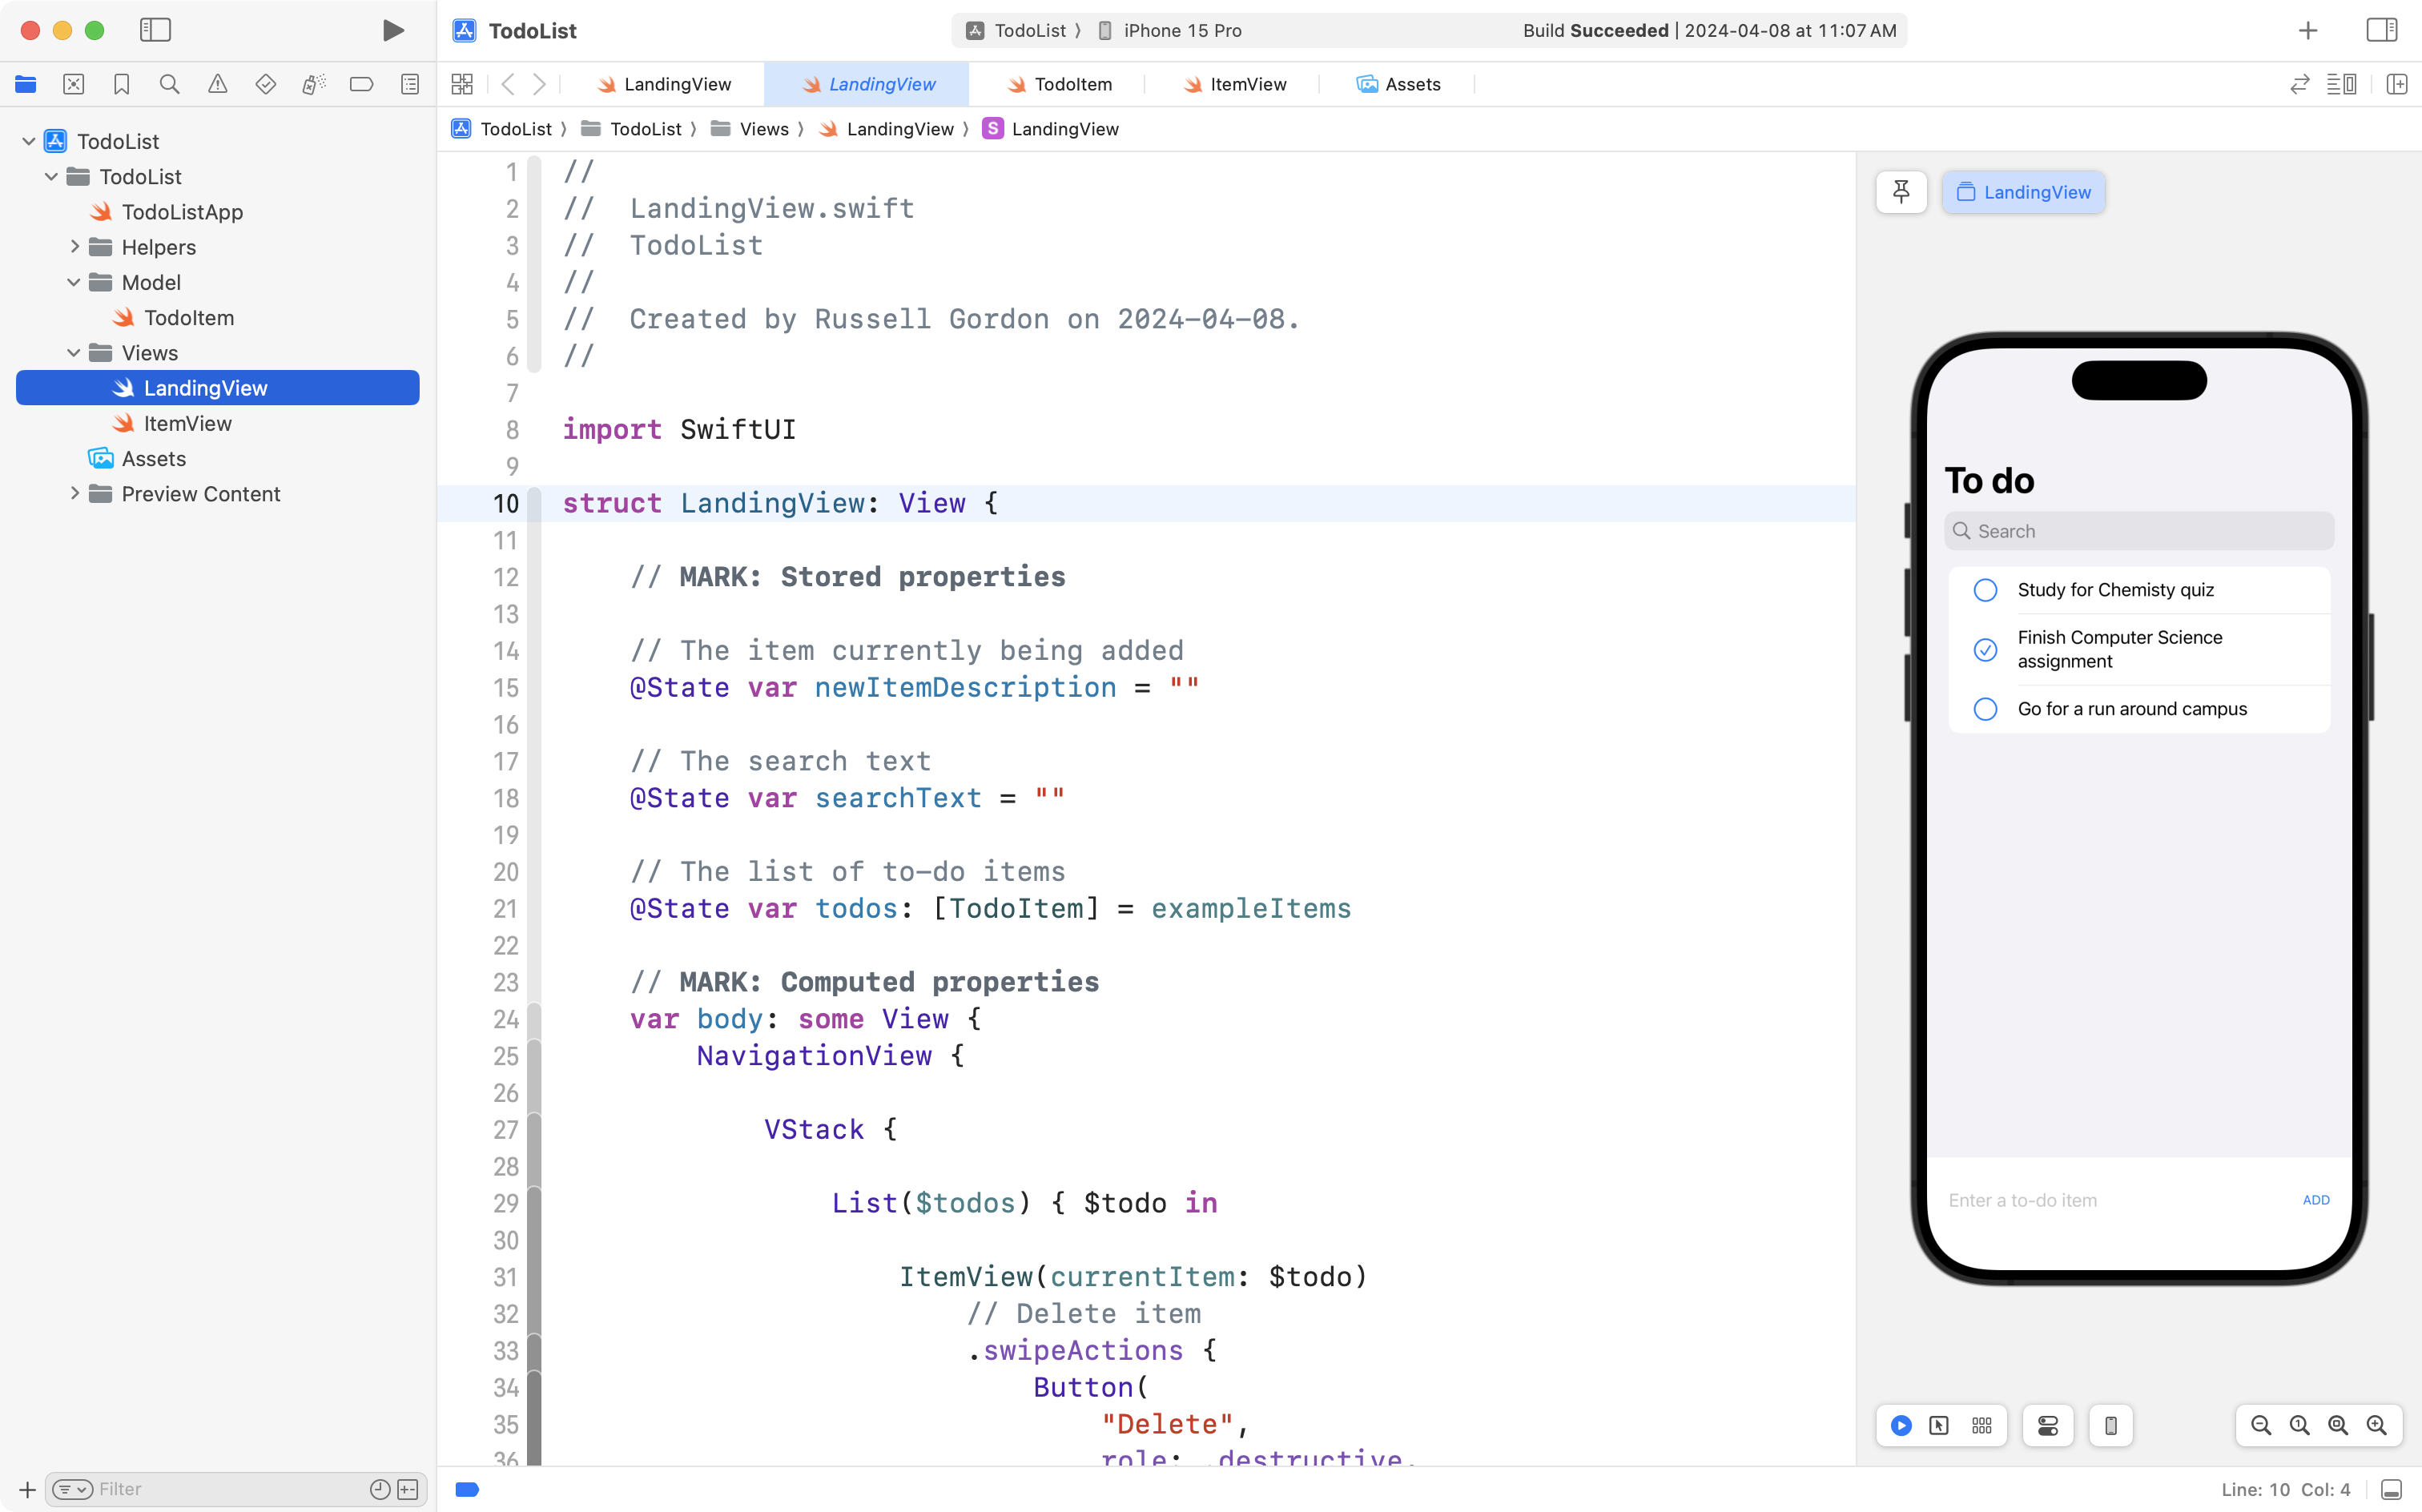 TodoList
TodoList ⟩ iPhone 15 Pro
Build Succeeded | 2024-04-08 at 11:07 AM
LandingView
LandingView
TodoItem
ItemView
Assets
TodoList ⟩ TodoList ⟩ Views ⟩ LandingView ⟩ S LandingView
TodoList
TodoList
TodoListApp
Helpers
Model
TodoItem
Views
LandingView
ItemView
Assets
Preview Content
Filter
1 //
2 //  LandingView.swift
3 //  TodoList
4 //
5 //  Created by Russell Gordon on 2024-04-08.
6 //
7
8 import SwiftUI
9
10 struct LandingView: View {
11
12     // MARK: Stored properties
13
14     // The item currently being added
15     @State var newItemDescription = ""
16
17     // The search text
18     @State var searchText = ""
19
20     // The list of to-do items
21     @State var todos: [TodoItem] = exampleItems
22
23     // MARK: Computed properties
24     var body: some View {
25         NavigationView {
26
27             VStack {
28
29                 List($todos) { $todo in
30
31                     ItemView(currentItem: $todo)
32                         // Delete item
33                         .swipeActions {
34                             Button(
35                                 "Delete",
36                                 role: .destructive,
LandingView
To do
Search
Study for Chemisty quiz
Finish Computer Science
assignment
Go for a run around campus
Enter a to-do item
ADD
Line: 10 Col: 4